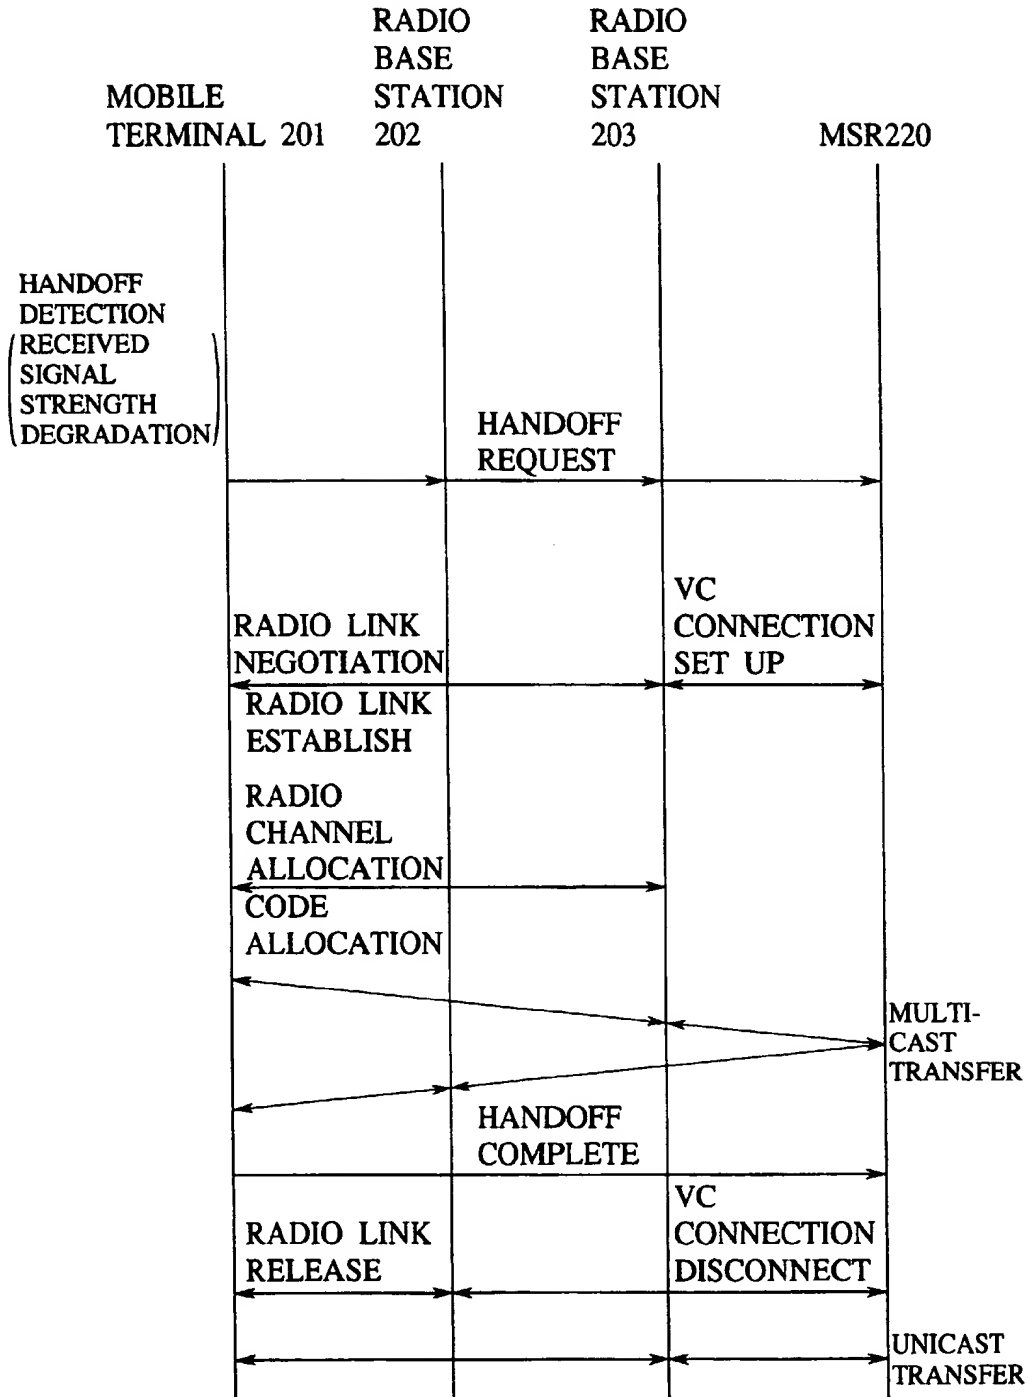 MOBILE
TERMINAL 201
RADIO
BASE
STATION
202
RADIO
BASE
STATION
203
MSR220
HANDOFF
DETECTION
(RECEIVED
SIGNAL
STRENGTH
DEGRADATION)
HANDOFF
REQUEST
RADIO LINK
NEGOTIATION
VC
CONNECTION
SET UP
RADIO LINK
ESTABLISH
RADIO
CHANNEL
ALLOCATION
CODE
ALLOCATION
MULTI-
CAST
TRANSFER
HANDOFF
COMPLETE
RADIO LINK
RELEASE
VC
CONNECTION
DISCONNECT
UNICAST
TRANSFER